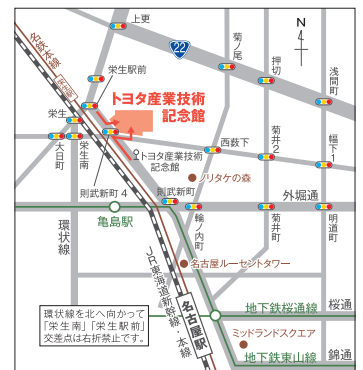 上更
N
4
22
名鉄本線
栄生駅
栄生駅前
菊ノ尾
押切
浅間町
トヨタ産業技術
記念館
栄生
大日町
栄生南
トヨタ産業技術
記念館
西数下
菊井2
幅下1
ノリタケの森
則武新町4
則武新町
外堀通
亀島駅
環状線
輪ノ内町
菊井町
明道町
JR東海道新幹線・本線
名古屋ルーセントタワー
名古屋駅
桜通
地下鉄桜通線
環状線を北へ向かって
「栄生南」「栄生駅前」
交差点は右折禁止です。
ミッドランドスクエア
錦通
地下鉄東山線